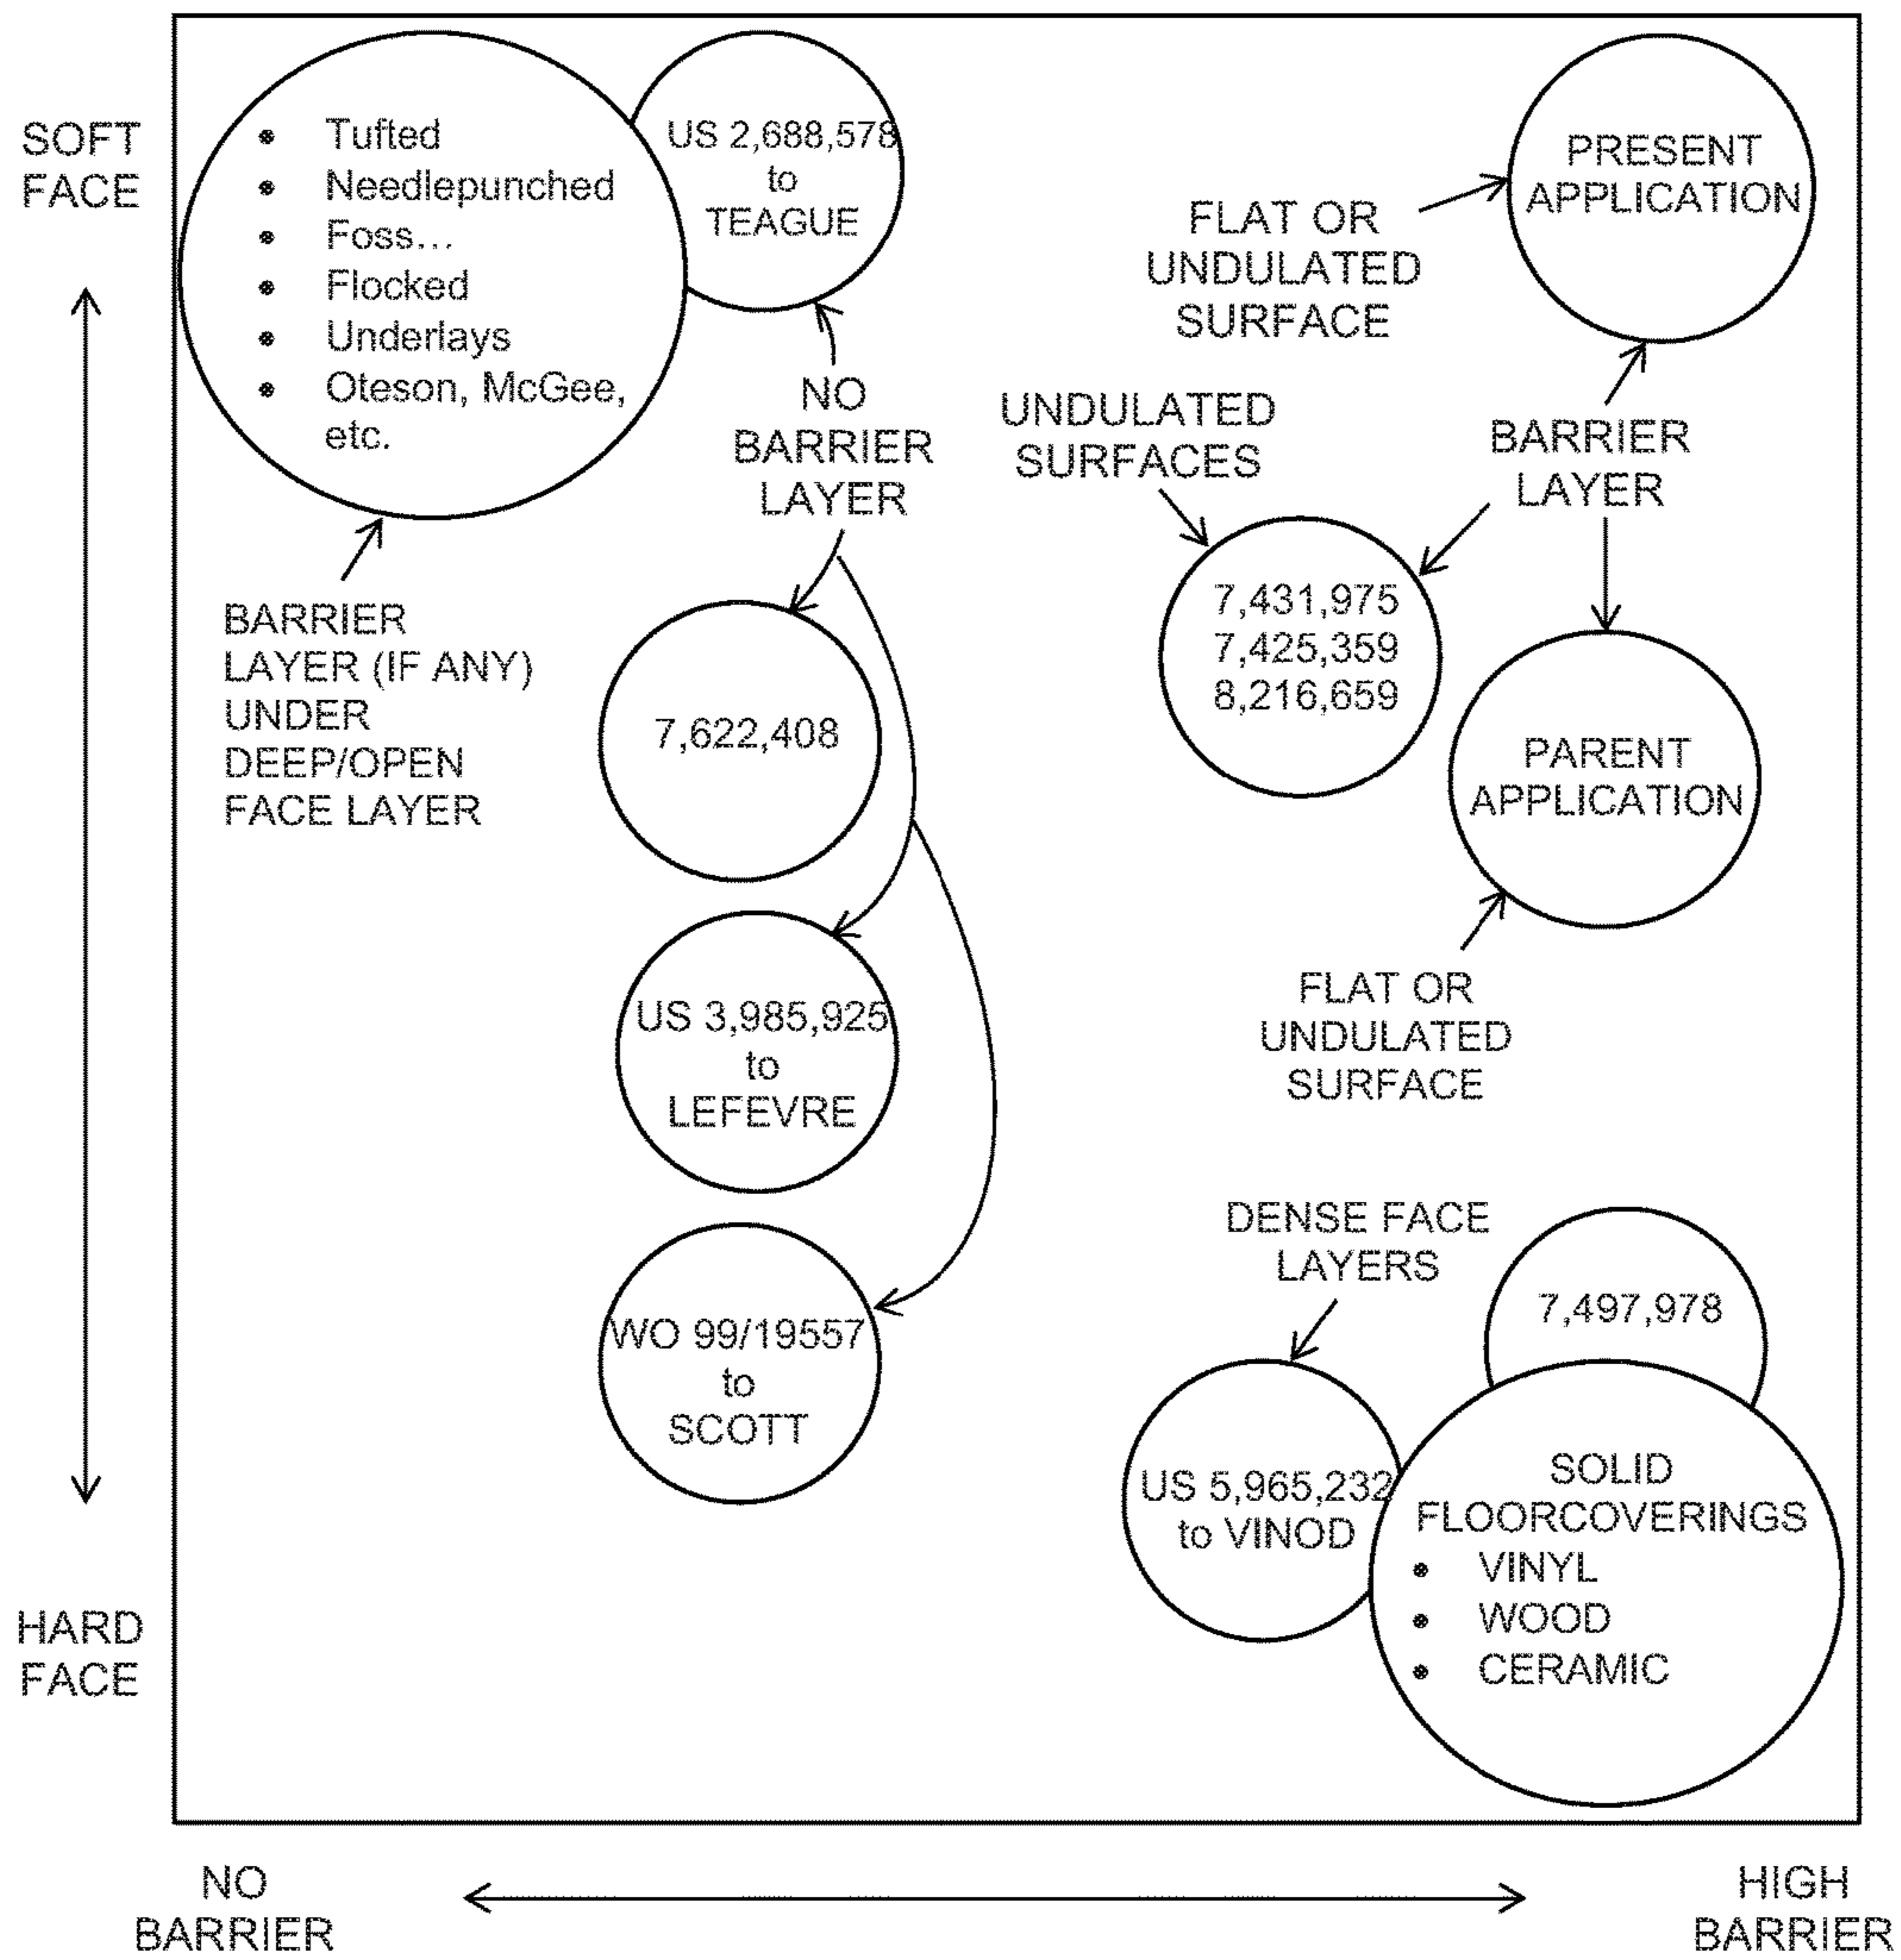 SOFT
FACE
• Tufted
• Needlepunched
• Foss...
• Flocked
• Underlays
• Oteson, McGee,
etc.
US 2,688,578
to
TEAGUE
PRESENT
APPLICATION
FLAT OR
UNDULATED
SURFACE
NO
BARRIER
LAYER
UNDULATED
SURFACES
BARRIER
LAYER
BARRIER
LAYER (IF ANY)
UNDER
DEEP/OPEN
FACE LAYER
7,622,408
7,431,975
7,425,359
8,216,659
PARENT
APPLICATION
US 3,985,925
to
LEFEVRE
FLAT OR
UNDULATED
SURFACE
WO 99/19557
to
SCOTT
DENSE FACE
LAYERS
7,497,978
US 5,965,232
to VINOD
SOLID
FLOORCOVERINGS
• VINYL
• WOOD
• CERAMIC
HARD
FACE
NO
BARRIER
HIGH
BARRIER